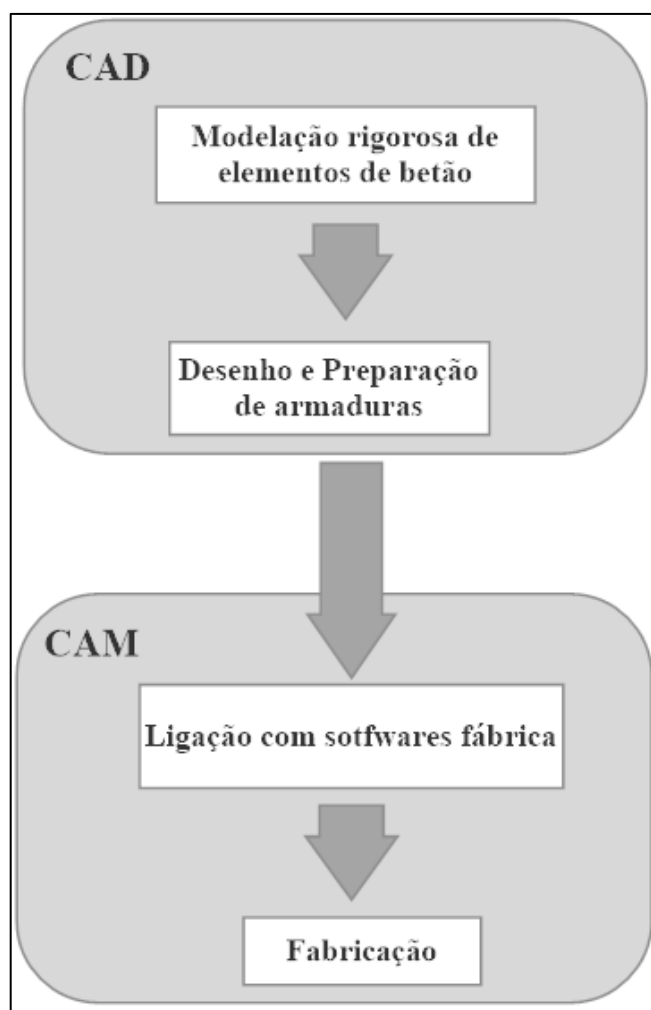 CAD
Modelação rigorosa de
elementos de betão
Desenho e Preparação
de armaduras
CAM
Ligação com sotfwares fábrica
Fabricação